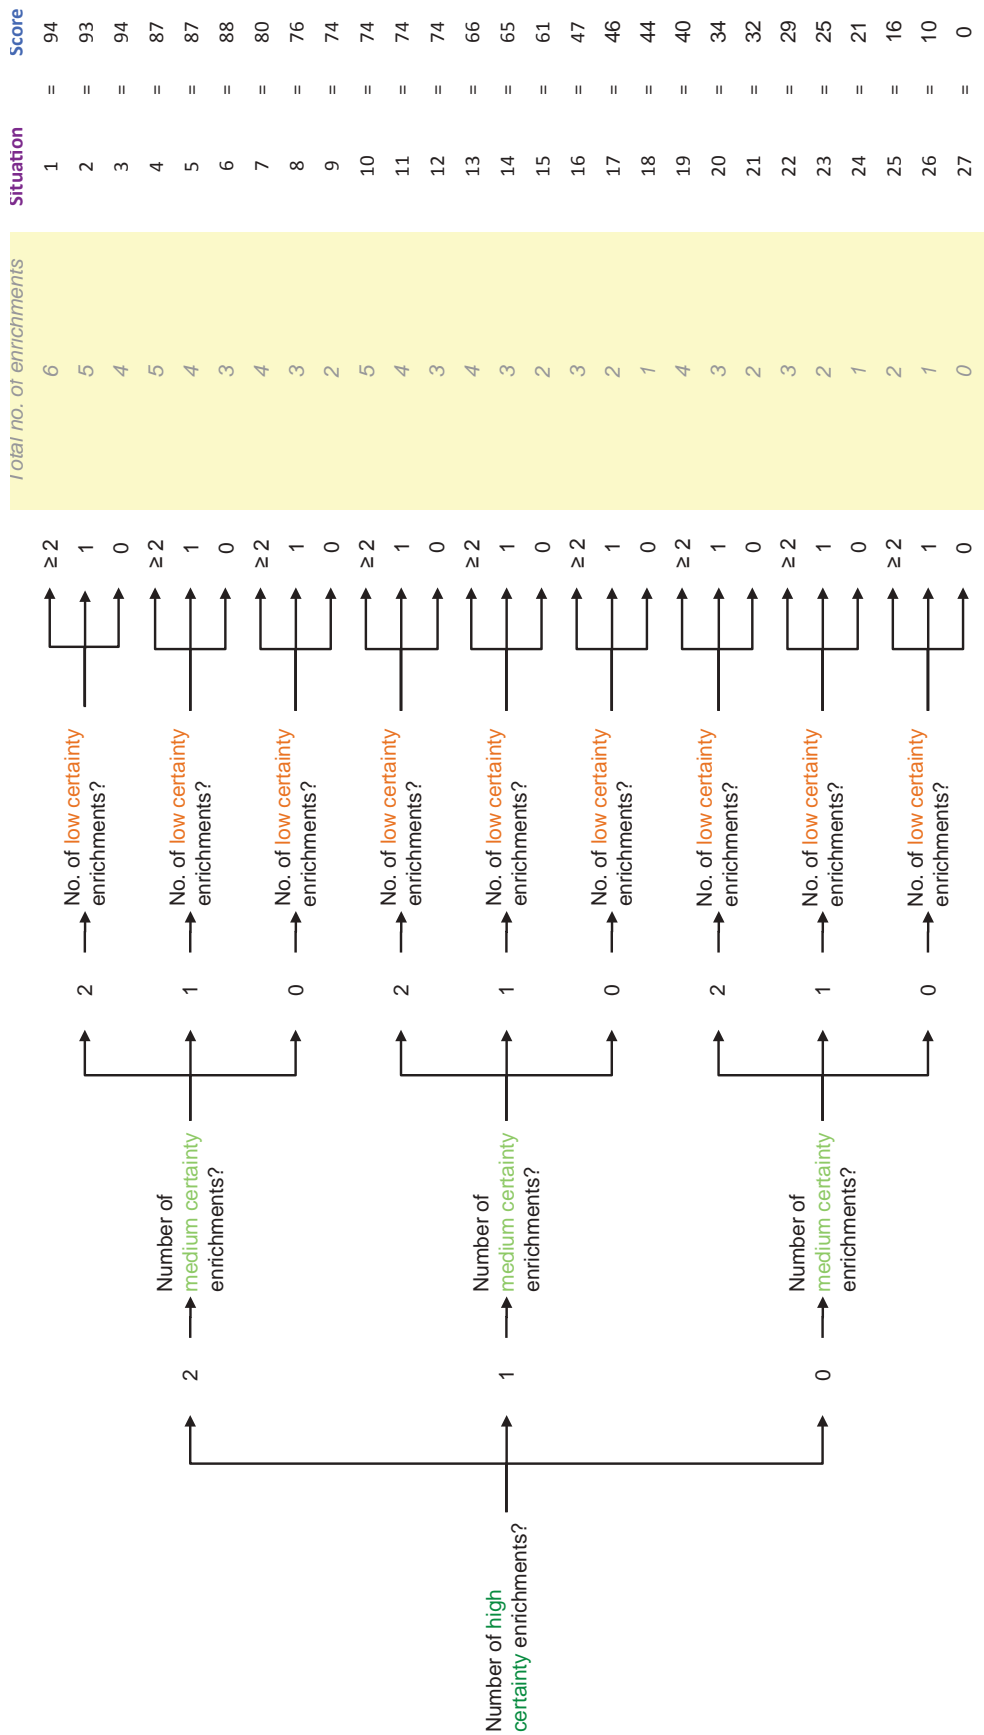 Total no. of enrichments Situation Score
≥ 2 6 1 = 94
No. of low certainty
1 5 2 = 93
2
enrichments?
0 4 3 = 94
≥ 2 5 4 = 87
Number of
medium certainty
enrichments?
2
1
No. of low certainty
enrichments?
1 4 5 = 87
0 3 6 = 88
≥ 2 4 7 = 80
0
No. of low certainty
enrichments?
1 3 8 = 76
0 2 9 = 74
≥ 2 5 10 = 74
2
No. of low certainty
enrichments?
1 4 11 = 74
0 3 12 = 74
≥ 2 4 13 = 66
Number of high
certainty enrichments?
1
Number of
medium certainty
enrichments?
1
No. of low certainty
enrichments?
1 3 14 = 65
0 2 15 = 61
≥ 2 3 16 = 47
0
No. of low certainty
enrichments?
1 2 17 = 46
0 1 18 = 44
≥ 2 4 19 = 40
2
No. of low certainty
enrichments?
1 3 20 = 34
0 2 21 = 32
≥ 2 3 22 = 29
0
Number of
medium certainty
enrichments?
1
No. of low certainty
enrichments?
1 2 23 = 25
0 1 24 = 21
≥ 2 2 25 = 16
0
No. of low certainty
enrichments?
1 1 26 = 10
0 0 27 = 0